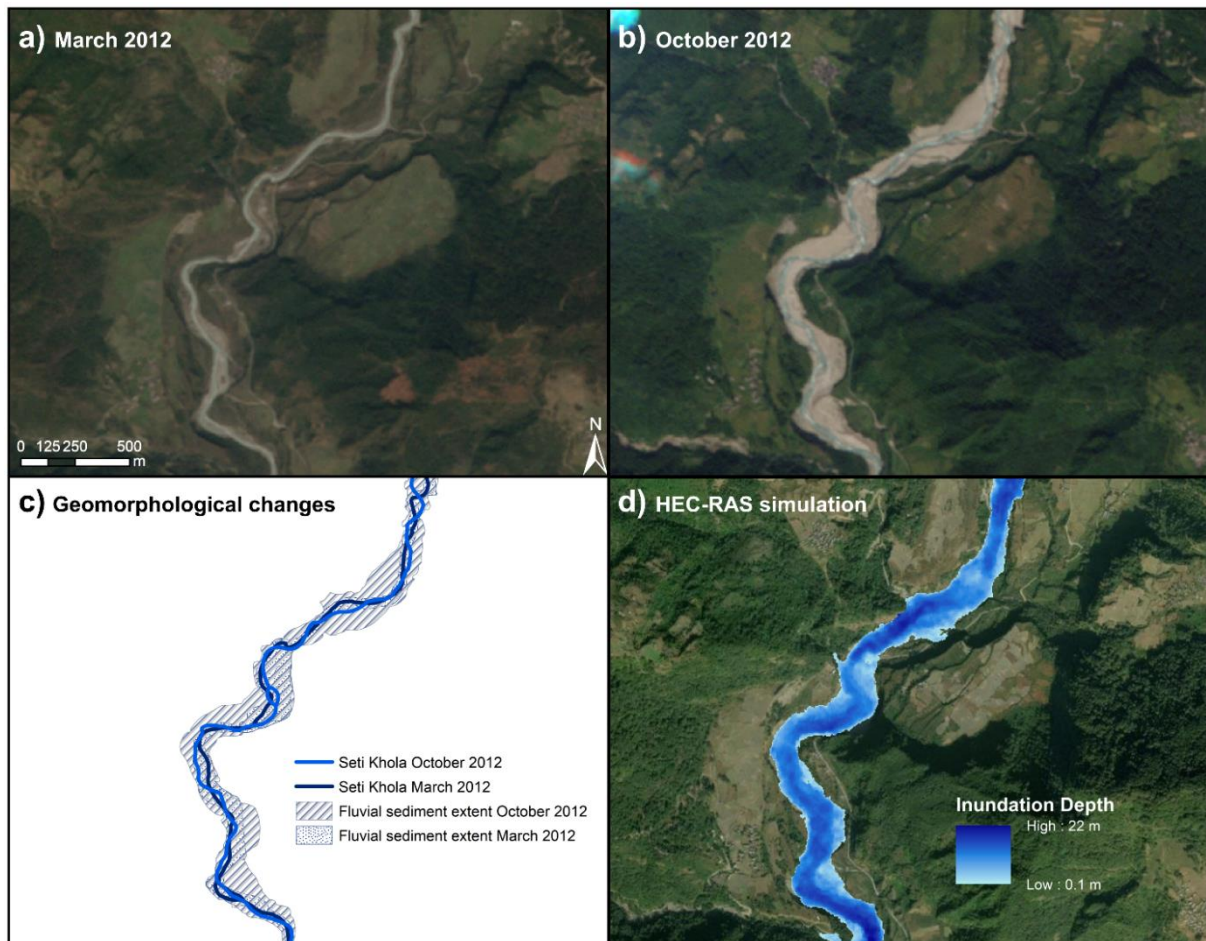 a) March 2012
b) October 2012
N
0 125 250 500
m
c) Geomorphological changes
d) HEC-RAS simulation
Seti Khola October 2012
Seti Khola March 2012
Fluvial sediment extent October 2012
Fluvial sediment extent March 2012
Inundation Depth
High : 22 m
Low : 0.1 m